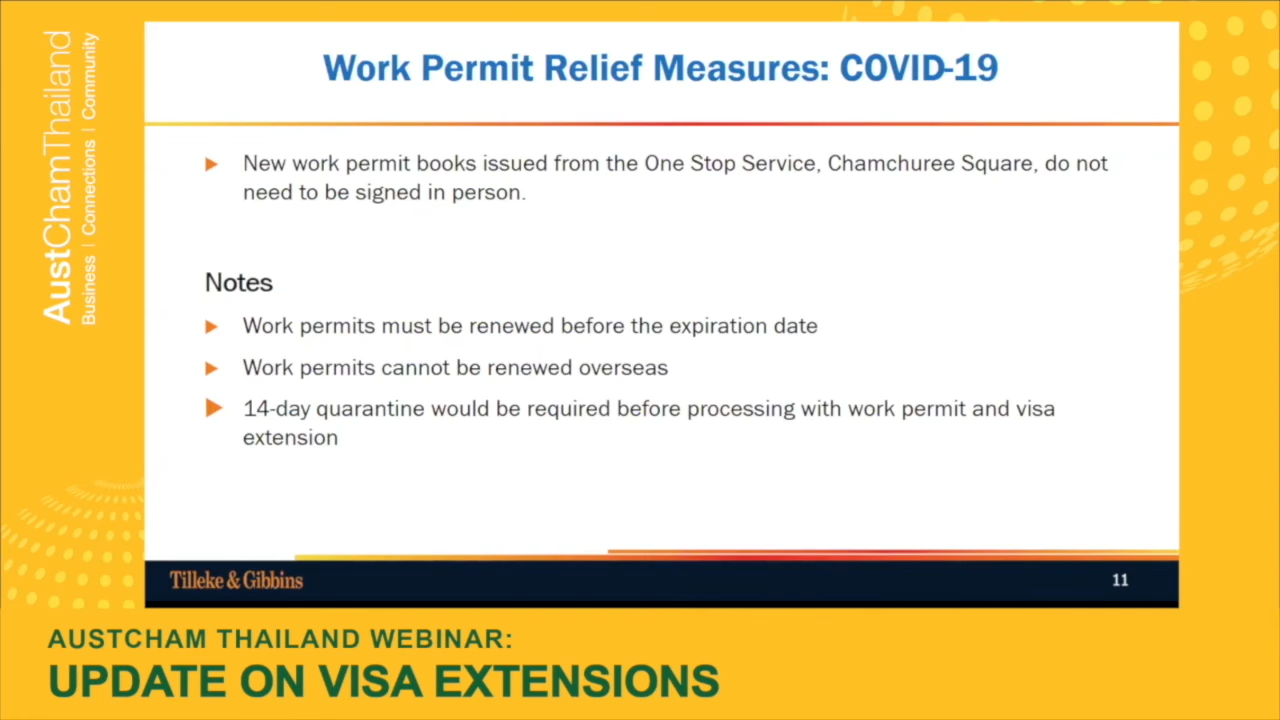 AustChamThailand
Business | Connections | Community
Work Permit Relief Measures: COVID-19
New work permit books issued from the One Stop Service, Chamchuree Square, do not
need to be signed in person.
Notes
Work permits must be renewed before the expiration date
Work permits cannot be renewed overseas
14-day quarantine would be required before processing with work permit and visa
extension
Tilleke & Gibbins
11
AUSTCHAM THAILAND WEBINAR:
UPDATE ON VISA EXTENSIONS